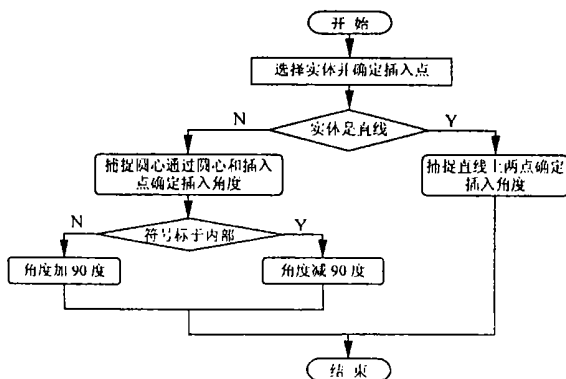 开 始
选择实体并确定插入点
N
实体是直线
Y
捕捉圆心通过圆心和插入
点确定插入角度
捕捉直线上两点确定
插入角度
N
符号标于内部
Y
角度加 90 度
角度减 90 度
结 束